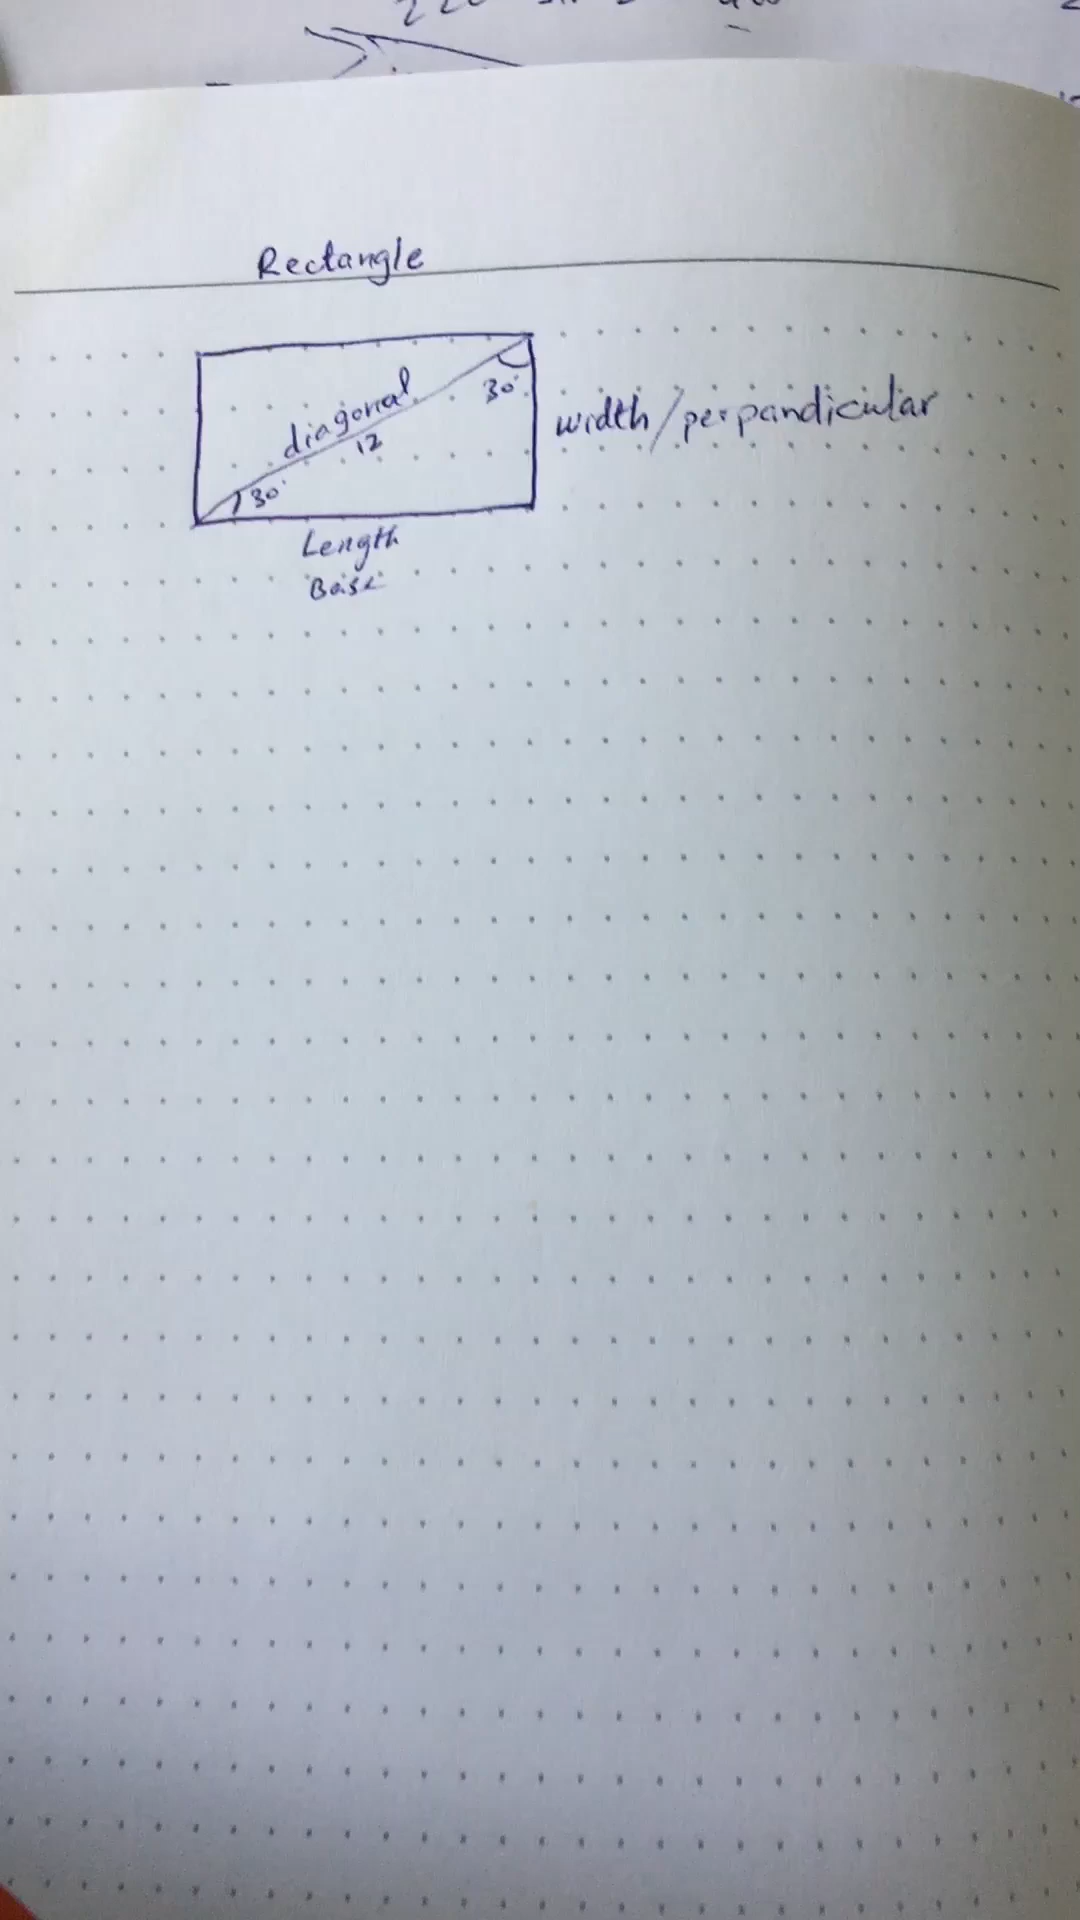 Rectangle
diagonal
12
30°
30°
width/perpandicular
Length
Base